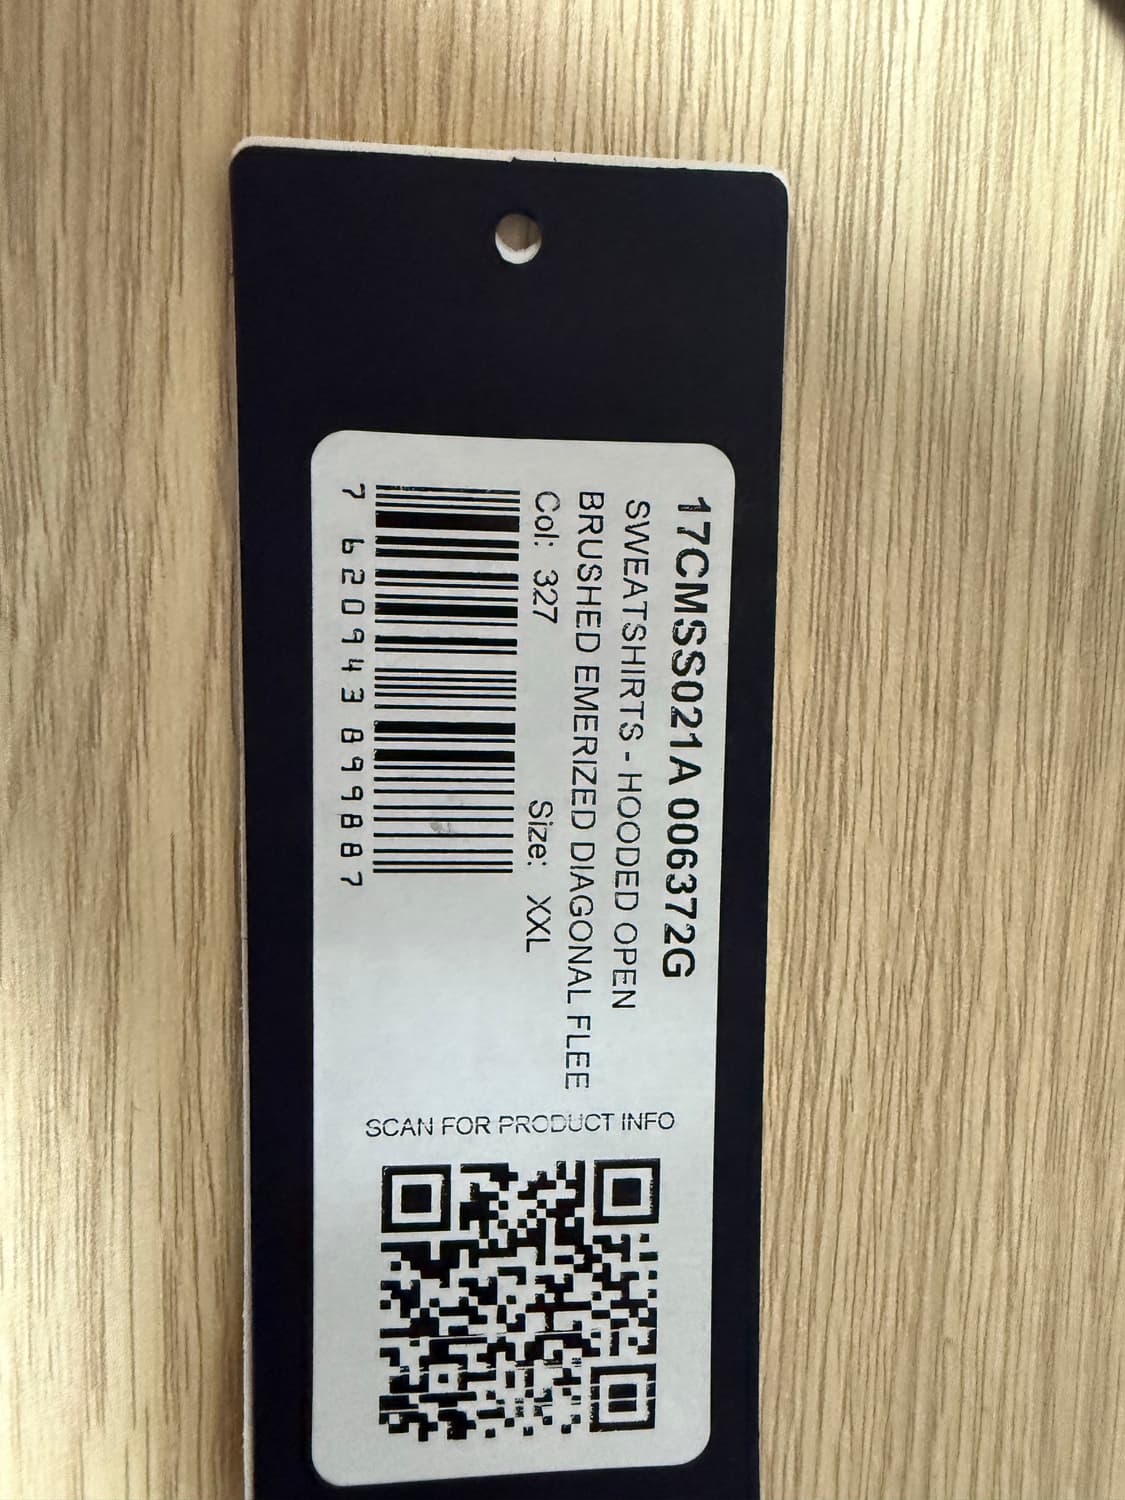 17CMSS021A 006372G
SWEATSHIRTS - HOODED OPEN
BRUSHED EMERIZED DIAGONAL FLEE
Col: 327 Size: XXL
7 620943 899887
SCAN FOR PRODUCT INFO